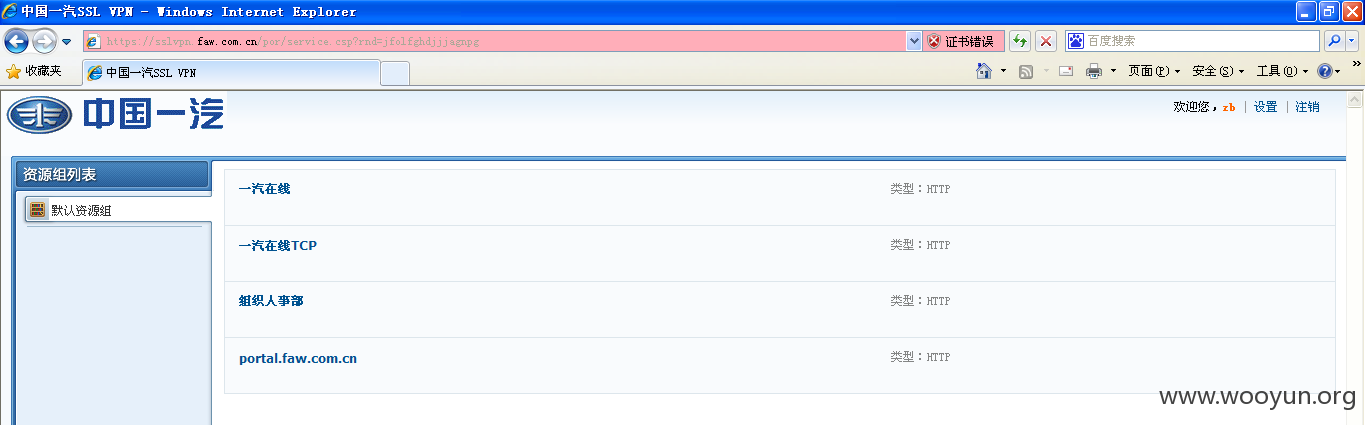 中国一汽SSL VPN - Windows Internet Explorer
https://sslvpn.faw.com.cn/por/service.csp?rnd=jfolfghdjjjagnpg
证书错误
百度搜索
收藏夹
中国一汽SSL VPN
页面(P)
安全(S)
工具(O)
中国一汽
欢迎您，zb | 设置 | 注销
资源组列表
默认资源组
一汽在线 类型：HTTP
一汽在线TCP 类型：HTTP
组织人事部 类型：HTTP
portal.faw.com.cn 类型：HTTP
www.wooyun.org